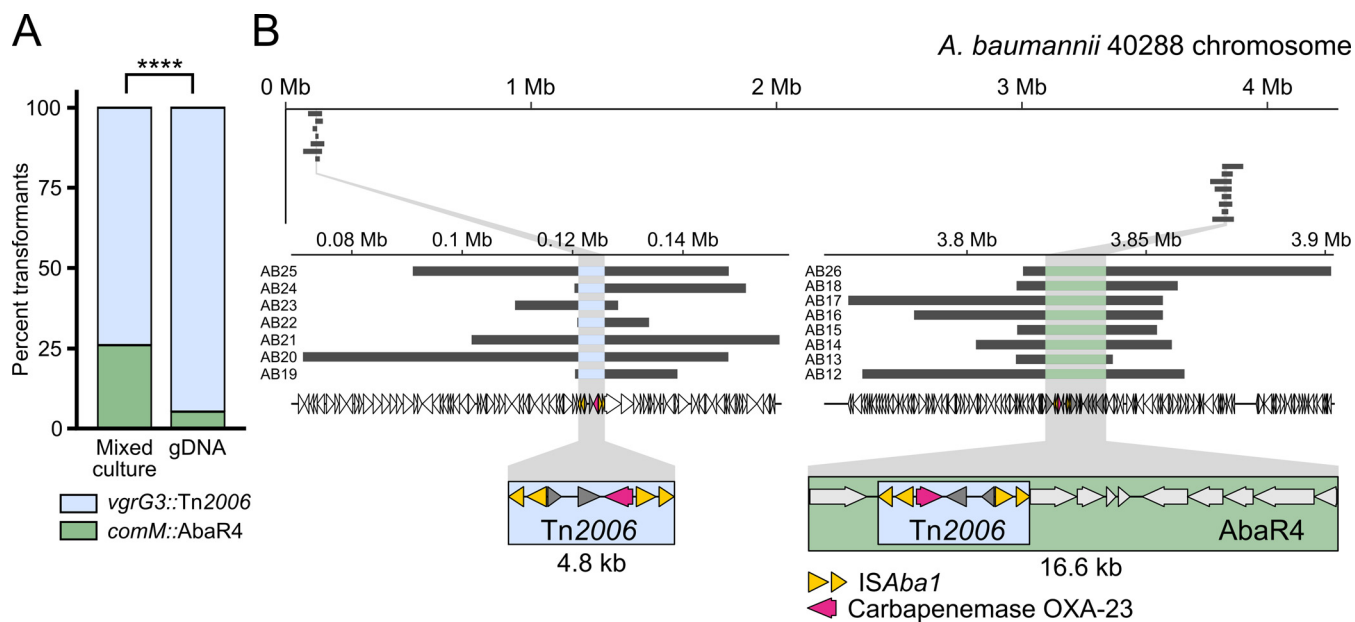 A
B
****
A. baumannii 40288 chromosome
0 Mb 1 Mb 2 Mb 3 Mb 4 Mb
100
75
50
25
0
Percent transformants
Mixed
culture
gDNA
vgrG3::Tn2006
comM::AbaR4
0.08 Mb 0.1 Mb 0.12 Mb 0.14 Mb
AB25
AB24
AB23
AB22
AB21
AB20
AB19
Tn2006
4.8 kb
3.8 Mb 3.85 Mb 3.9 Mb
AB26
AB18
AB17
AB16
AB15
AB14
AB13
AB12
Tn2006
AbaR4
16.6 kb
ISAba1
Carbapenemase OXA-23